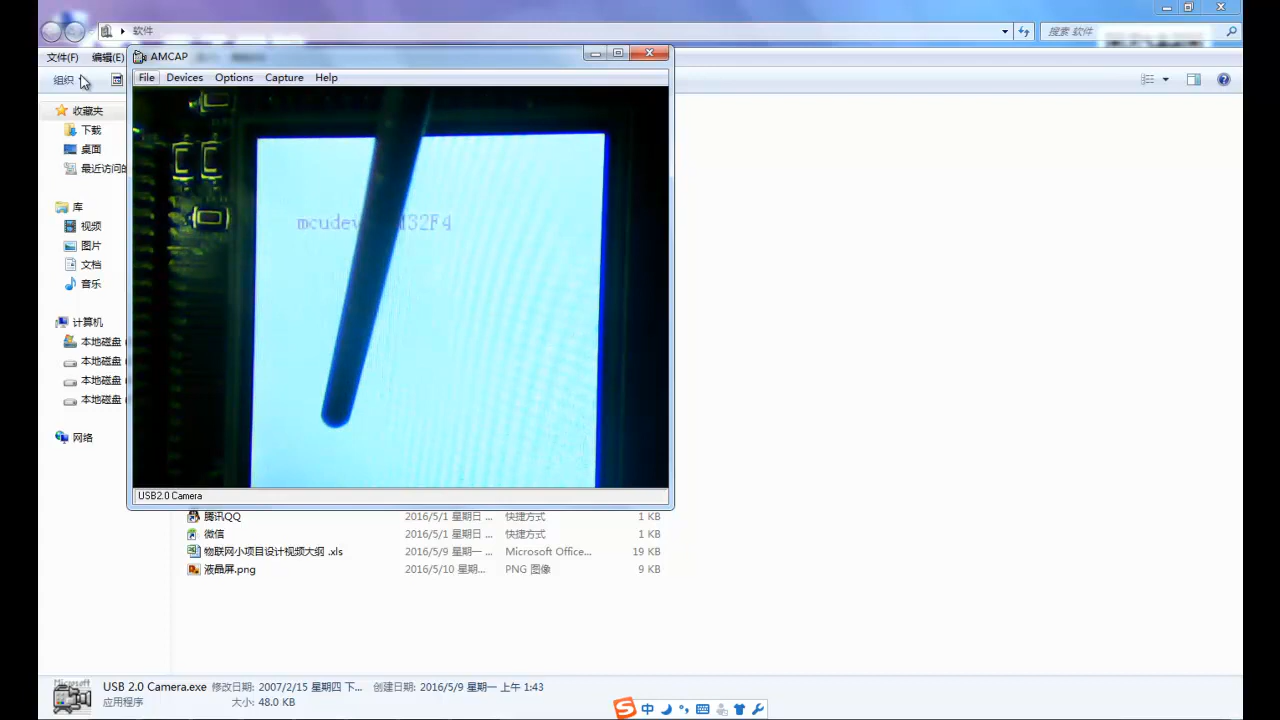 软件
搜索 软件
文件(F)
编辑(E)
AMCAP
组织
File
Devices
Options
Capture
Help
收藏夹
下载
桌面
最近访问的
库
视频
图片
文档
音乐
计算机
本地磁盘
本地磁盘
本地磁盘
本地磁盘
网络
132F4
USB2.0 Camera
腾讯QQ 2016/5/1 星期日 ... 快捷方式 1 KB
微信 2016/5/1 星期日 ... 快捷方式 1 KB
物联网小项目设计视频大纲 .xls 2016/5/9 星期一 ... Microsoft Office... 19 KB
液晶屏.png 2016/5/10 星期... PNG 图像 9 KB
USB 2.0 Camera.exe 修改日期: 2007/2/15 星期四 下... 创建日期: 2016/5/9 星期一 上午 1:43
应用程序 大小: 48.0 KB
中